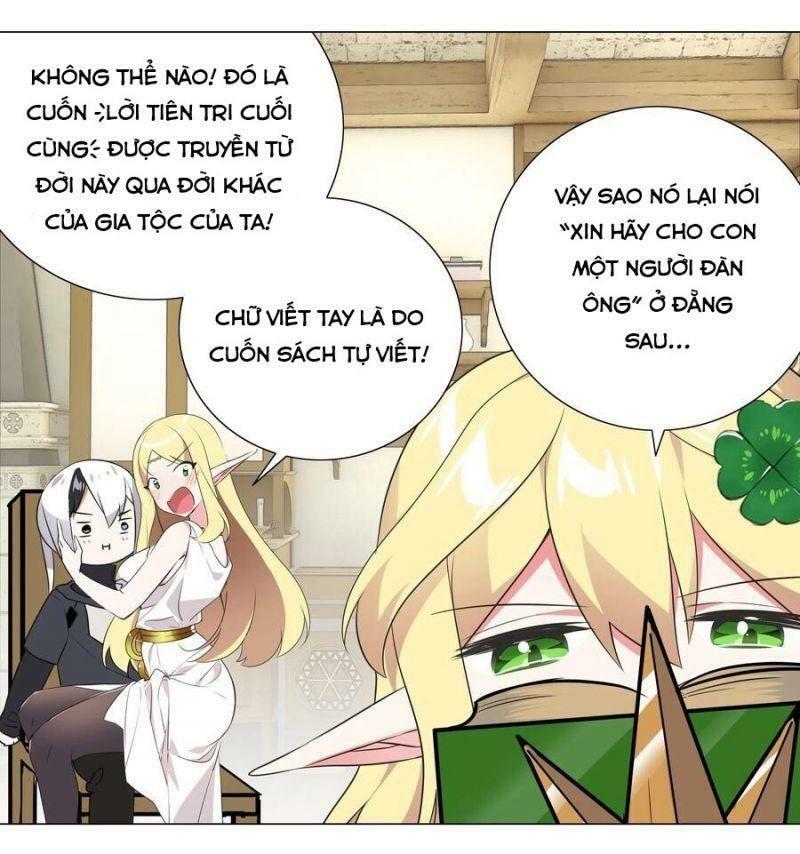 KHÔNG THỂ NÀO! ĐÓ LÀ
CUỐN -LỜI TIÊN TRI CUỐI
CÙNG- ĐƯỢC TRUYỀN TỪ
ĐỜI NÀY QUA ĐỜI KHÁC
CỦA GIA TỘC CỦA TA!
CHỮ VIẾT TAY LÀ DO
CUỐN SÁCH TỰ VIẾT!
VẬY SAO NÓ LẠI NÓI
"XIN HÃY CHO CON
MỘT NGƯỜI ĐÀN
ÔNG" Ở ĐẰNG
SAU...